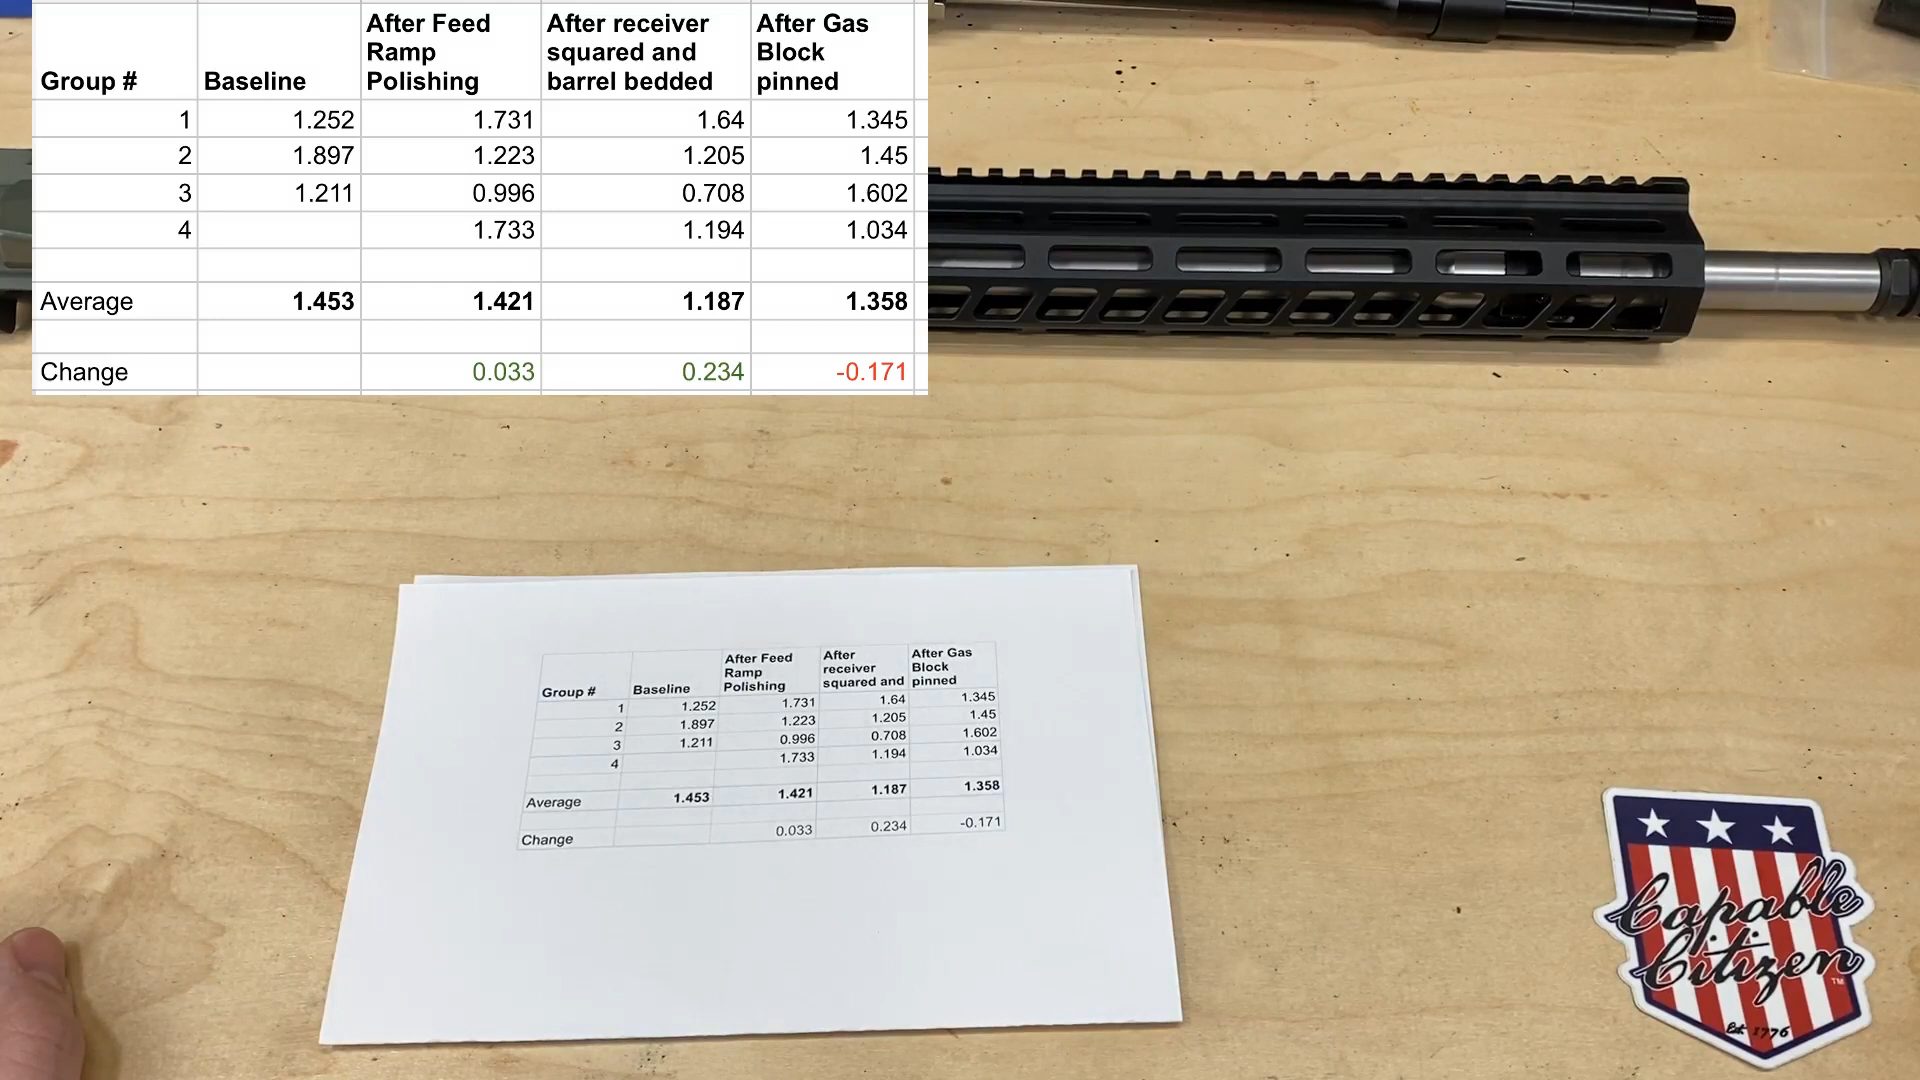 After Feed After receiver After Gas
Ramp squared and Block
Group # Baseline Polishing barrel bedded pinned
1 1.252 1.731 1.64 1.345
2 1.897 1.223 1.205 1.45
3 1.211 0.996 0.708 1.602
4 1.733 1.194 1.034
Average 1.453 1.421 1.187 1.358
Change 0.033 0.234 -0.171
After Feed After After Gas
Ramp receiver Block
Group # Baseline Polishing squared and pinned
1 1.252 1.731 1.64 1.345
2 1.897 1.223 1.205 1.45
3 1.211 0.996 0.708 1.602
4 1.733 1.194 1.034
Average 1.453 1.421 1.187 1.358
Change 0.033 0.234 -0.171
Capable
Citizen
TM
Est. 1776